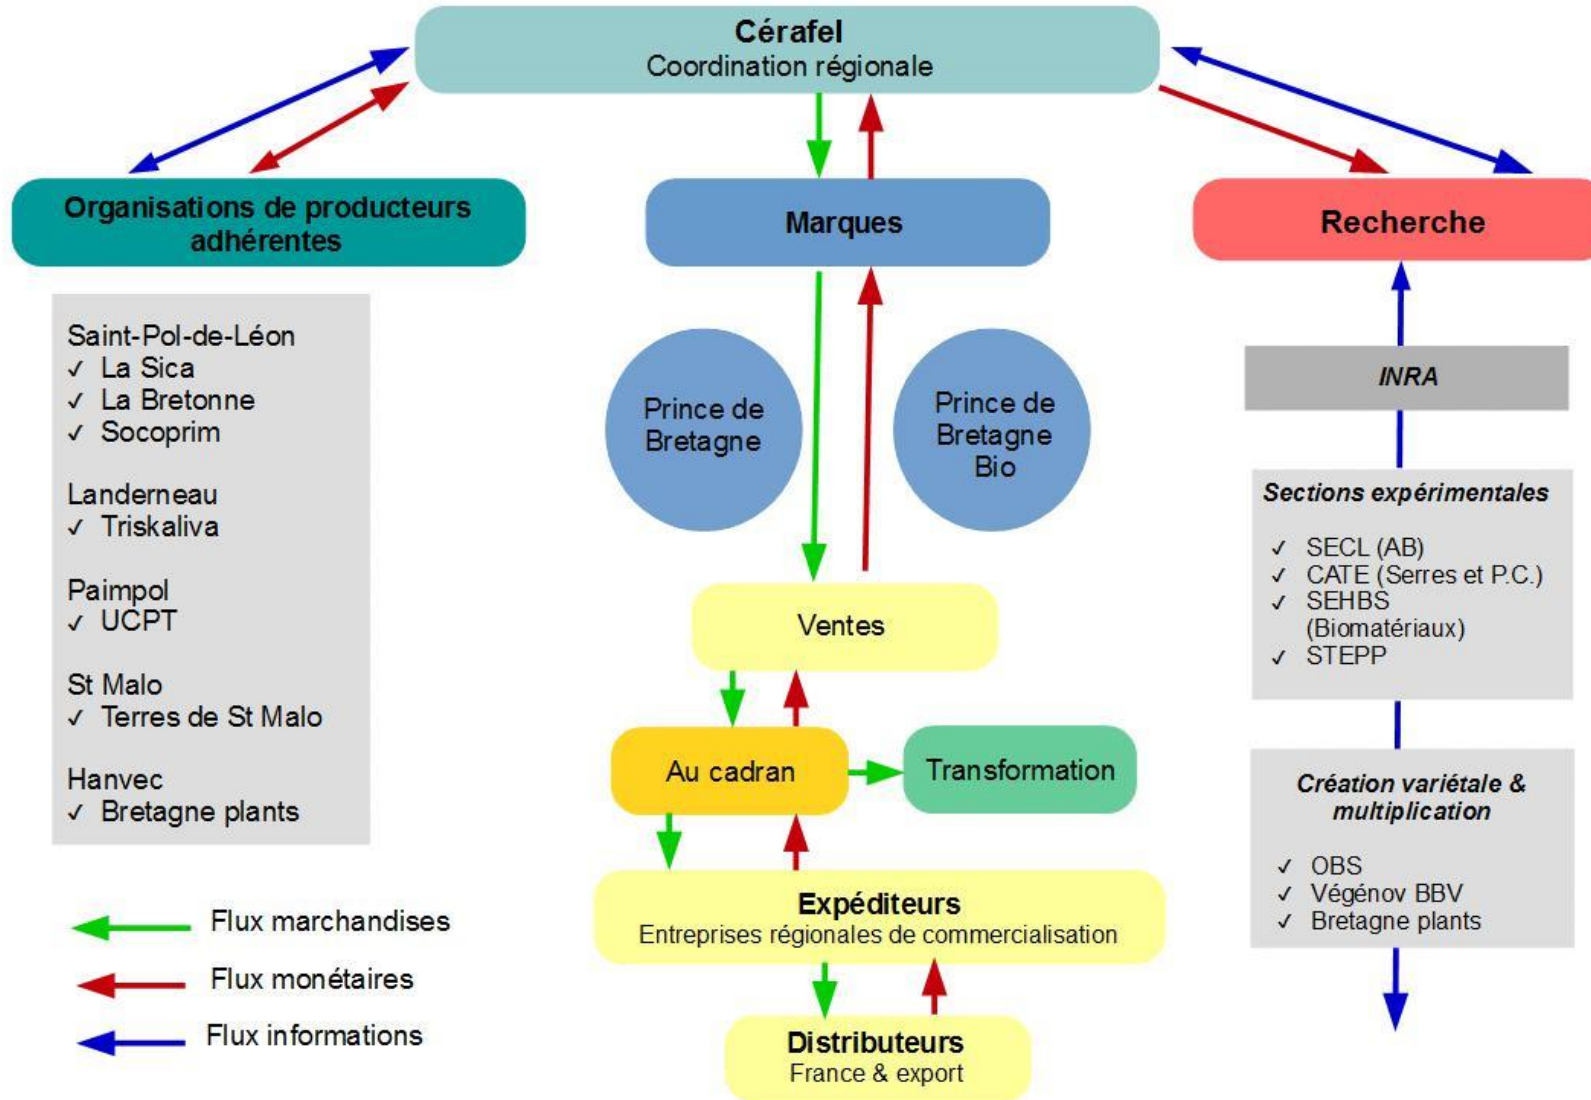 Cérafel
Coordination régionale
Organisations de producteurs
adhérentes
Marques
Recherche
Saint-Pol-de-Léon
✓ La Sica
✓ La Bretonne
✓ Socoprim
Landerneau
✓ Triskaliva
Paimpol
✓ UCPT
St Malo
✓ Terres de St Malo
Hanvec
✓ Bretagne plants
Prince de
Bretagne
Prince de
Bretagne
Bio
Ventes
Au cadran
Transformation
Expéditeurs
Entreprises régionales de commercialisation
Distributeurs
France & export
INRA
Sections expérimentales
✓ SECL (AB)
✓ CATE (Serres et P.C.)
✓ SEHBS
(Biomatériaux)
✓ STEPP
Création variétale &
multiplication
✓ OBS
✓ Végénov BBV
✓ Bretagne plants
Flux marchandises
Flux monétaires
Flux informations